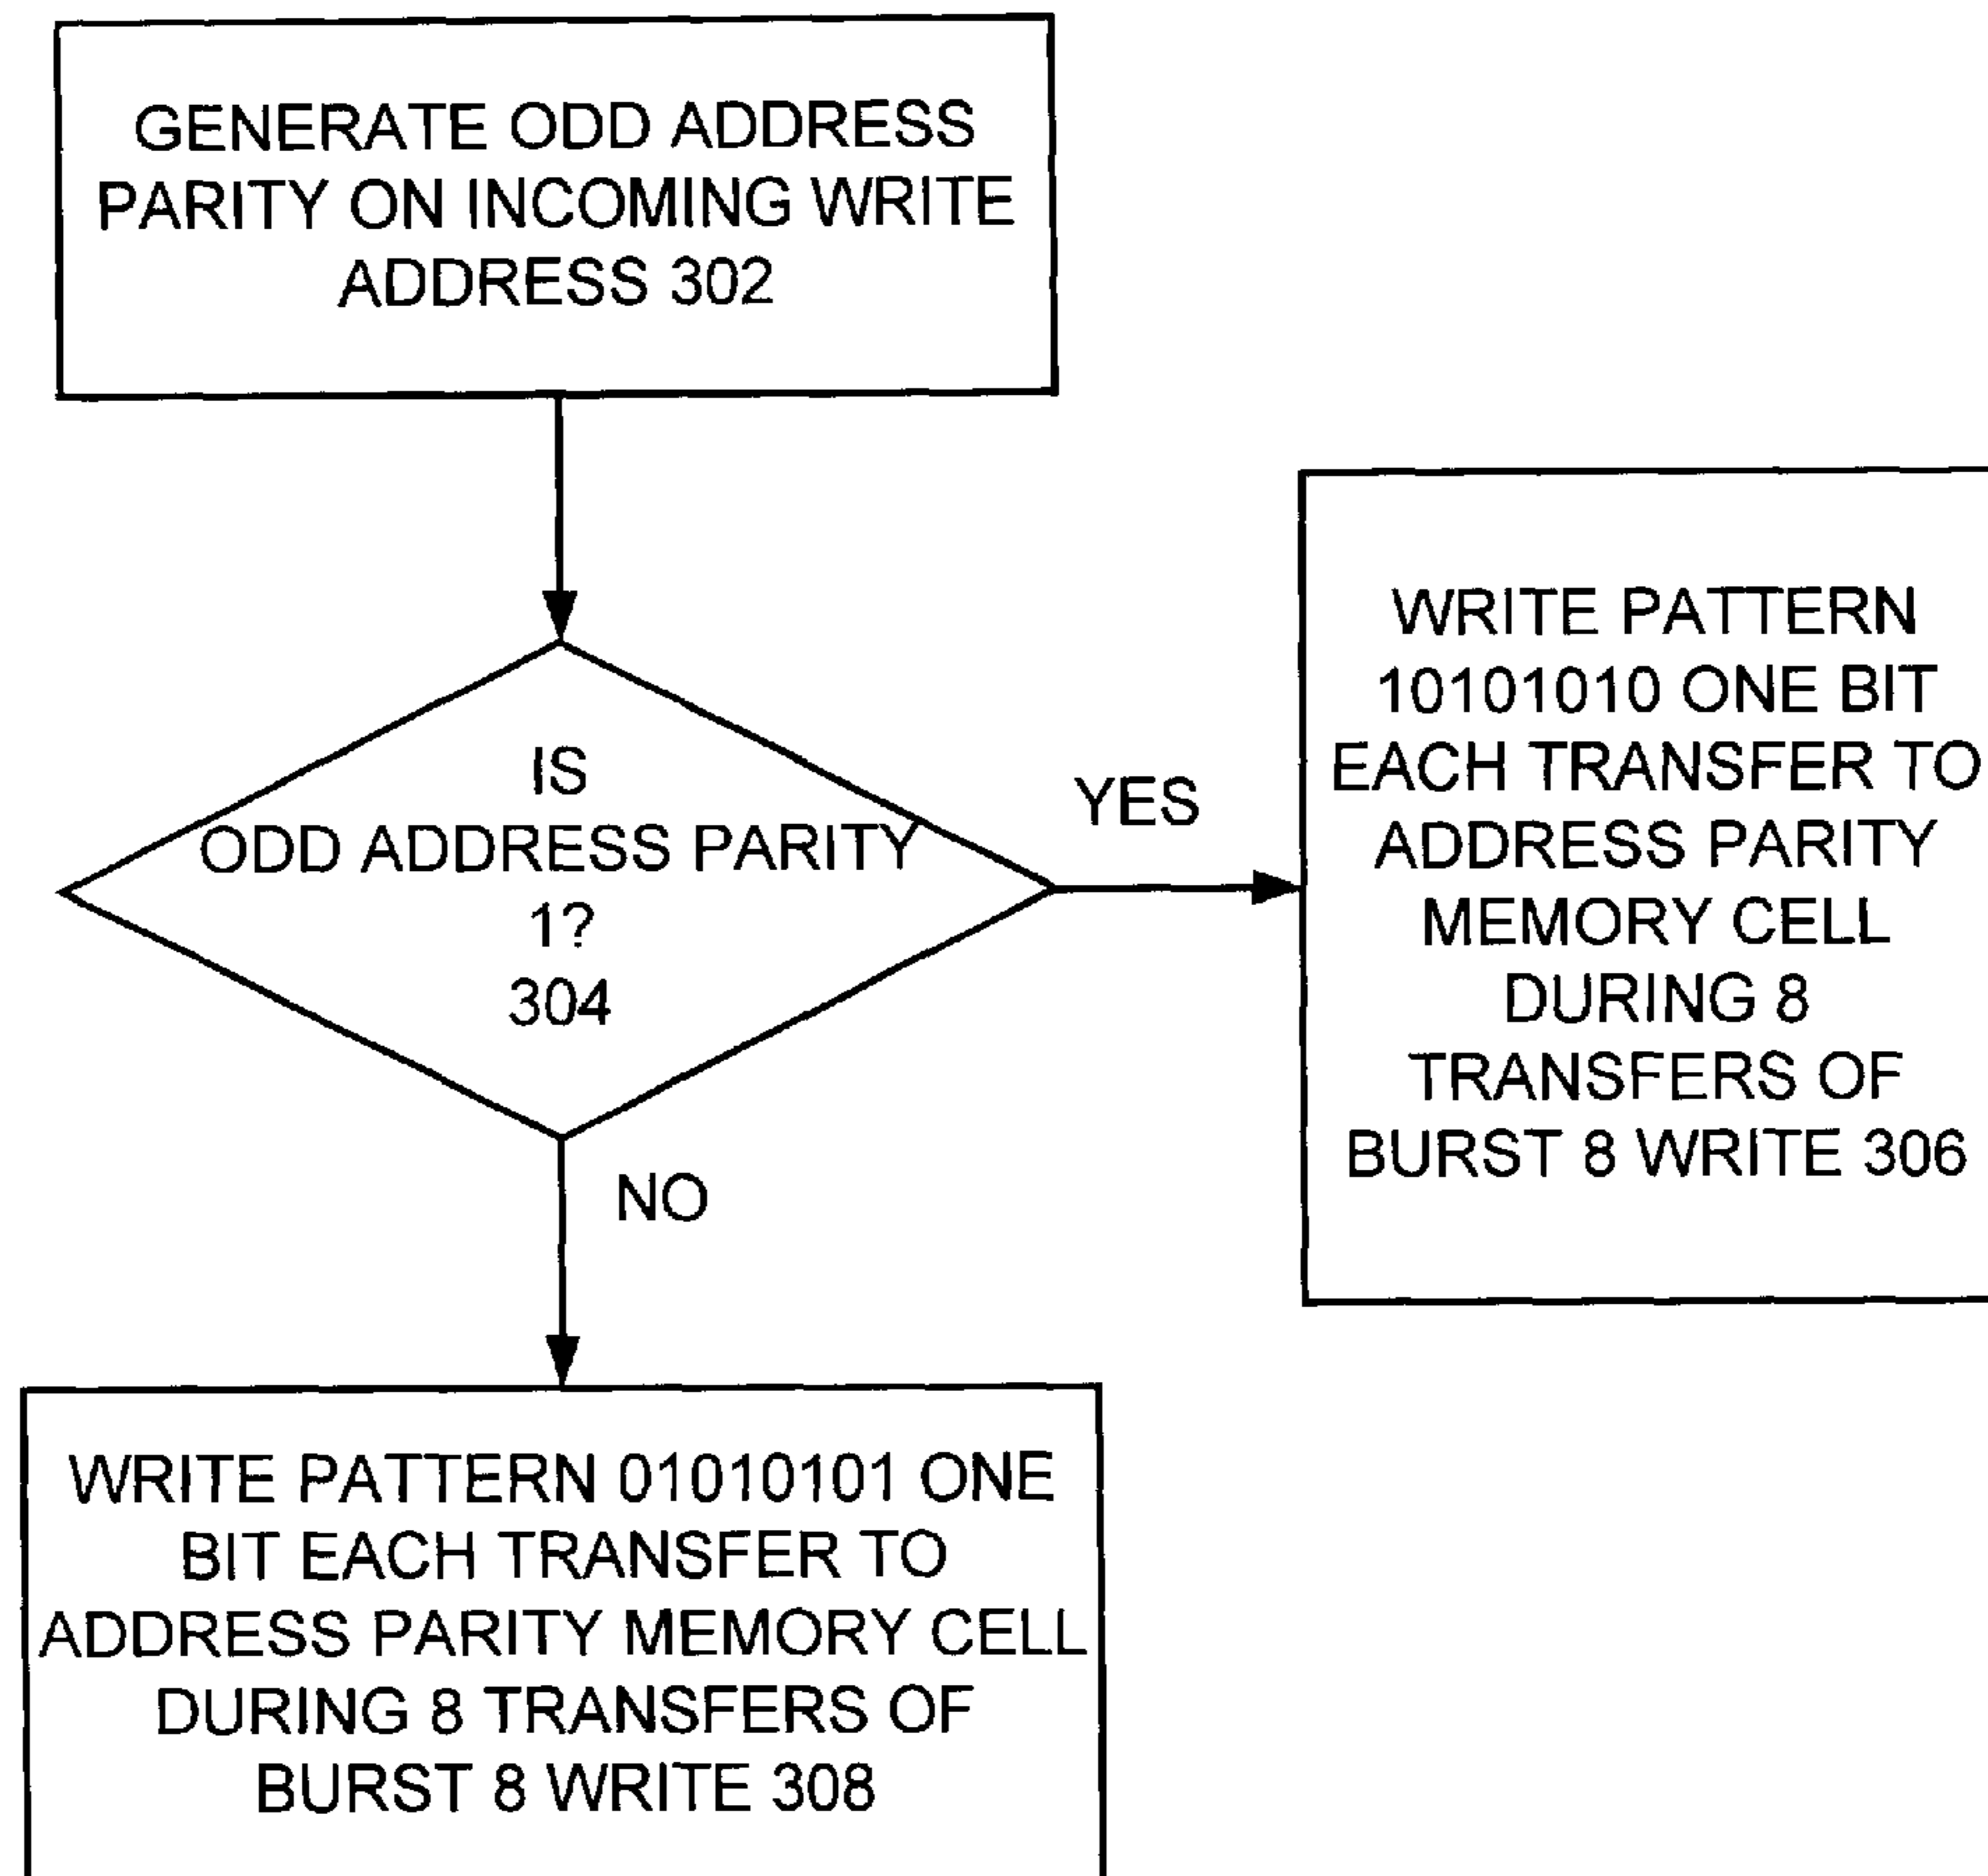 GENERATE ODD ADDRESS
PARITY ON INCOMING WRITE
ADDRESS 302
IS
ODD ADDRESS PARITY
1?
304
YES
WRITE PATTERN
10101010 ONE BIT
EACH TRANSFER TO
ADDRESS PARITY
MEMORY CELL
DURING 8
TRANSFERS OF
BURST 8 WRITE 306
NO
WRITE PATTERN 01010101 ONE
BIT EACH TRANSFER TO
ADDRESS PARITY MEMORY CELL
DURING 8 TRANSFERS OF
BURST 8 WRITE 308